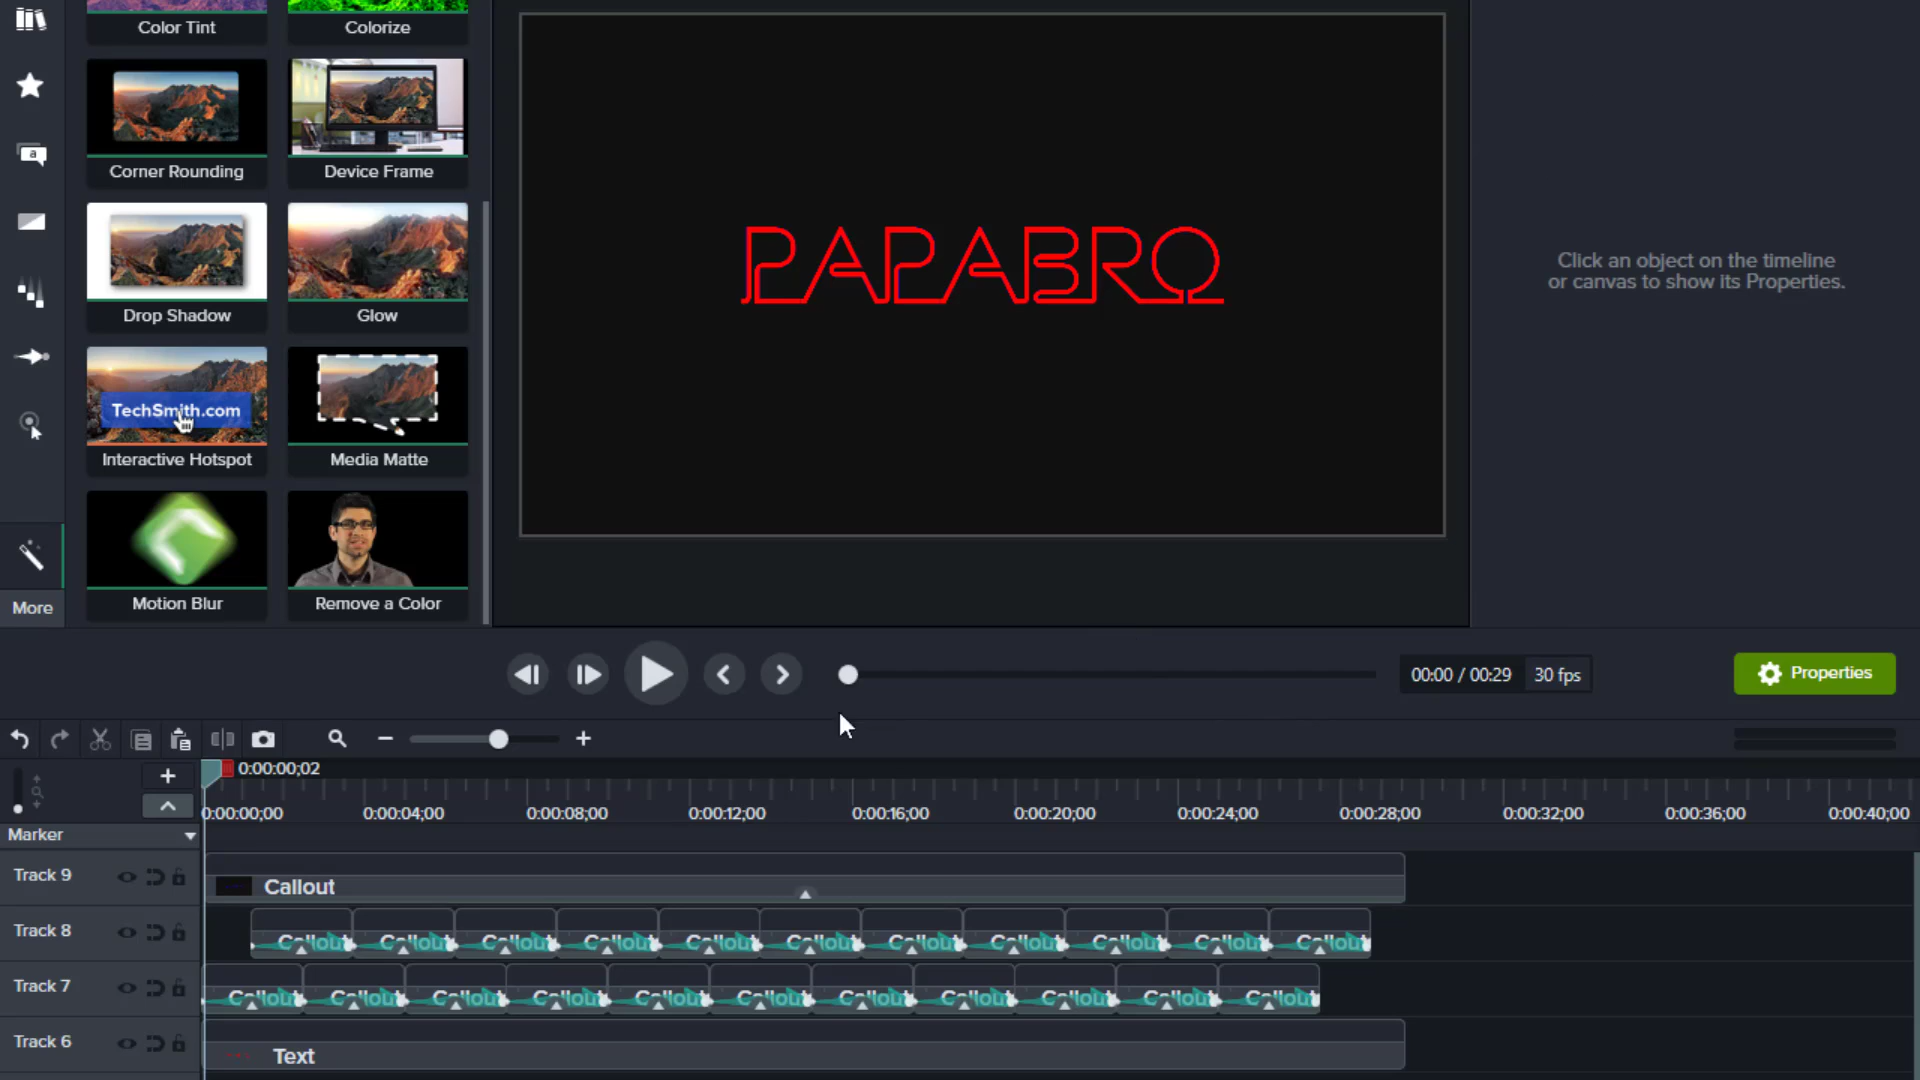 Color Tint
Colorize
Corner Rounding
Device Frame
Drop Shadow
Glow
TechSmith.com
Interactive Hotspot
Media Matte
Motion Blur
Remove a Color
a
More
PAPABRO
Click an object on the timeline
or canvas to show its Properties.
00:00 / 00:29
30 fps
Properties
0:00:00;02
0:00:00;00
0:00:04;00
0:00:08;00
0:00:12;00
0:00:16;00
0:00:20;00
0:00:24;00
0:00:28;00
0:00:32;00
0:00:36;00
0:00:40;00
Marker
Track 9
Callout
Track 8
Callout Callout Callout Callout Callout Callout Callout Callout Callout Callout Callout
Track 7
Callout Callout Callout Callout Callout Callout Callout Callout Callout Callout Callout
Track 6
Text